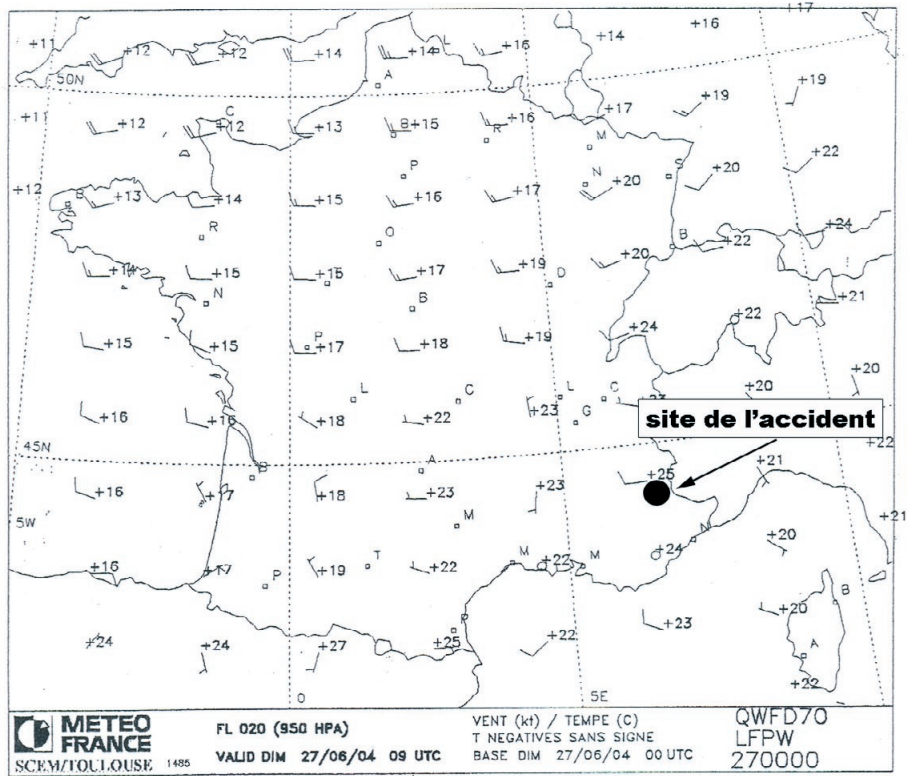 +17
+11 +12 +12 +14 +14 L +16 +14 +16
50N A +19
+11 +12 C +12 +13 B +15 R +16 +17 +19
M
P +22
+12 B +13 +14 +15 +16 +17 N +20 S +20
R O B +22 +24
+14 +15 +15 +17 +19 D +20
N B +21
+22
+15 +15 P +17 +18 +19 +24
L C L C +23 +20 +20
+16 +16 +18 +22 +23 G
site de l'accident
45N +22
A +21
+16 B +17 +18 +23 +23 +25
5W M +21
N +20
+16 +17 +19 T +22 M +22 M +24
P B
+23 +20
P
+24 +24 +27 +25 +22 A
+22
0 5E
METEO FRANCE
SCEM/TOULOUSE 1485
FL 020 (950 HPA)
VALID DIM 27/06/04 09 UTC
VENT (kt) / TEMPE (C)
T NEGATIVES SANS SIGNE
BASE DIM 27/06/04 00 UTC
QWFD70
LFPW
270000